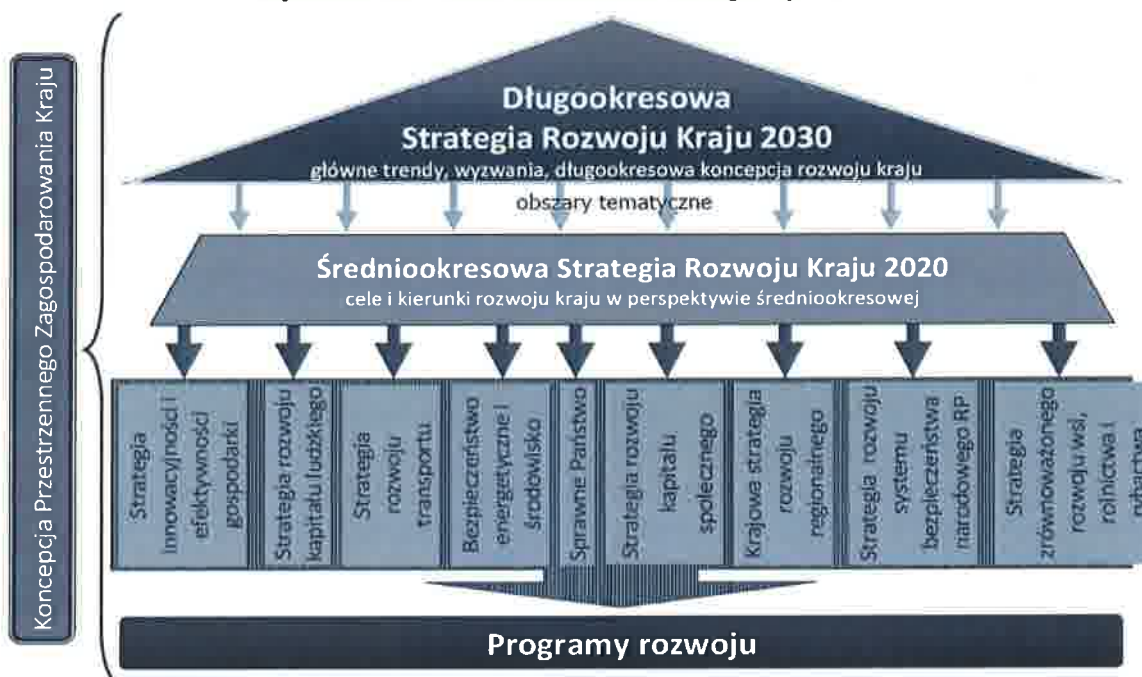 Koncepcja Przestrzennego Zagospodarowania Kraju
Długookresowa
Strategia Rozwoju Kraju 2030
główne trendy, wyzwania, długookresowa koncepcja rozwoju kraju
obszary tematyczne
Średniookresowa Strategia Rozwoju Kraju 2020
cele i kierunki rozwoju kraju w perspektywie średniookresowej
Strategia
innowacyjności i
efektywności
gospodarki
Strategia rozwoju
kapitału ludzkiego
Strategia
rozwoju
transportu
Bezpieczeństwo
energetyczne i
środowisko
Sprawne Państwo
Strategia rozwoju
kapitału
społecznego
Krajowa strategia
rozwoju
regionalnego
Strategia rozwoju
systemu
bezpieczeństwa
narodowego RP
Strategia
zrównoważonego
rozwoju wsi,
rolnictwa i
Programy rozwoju